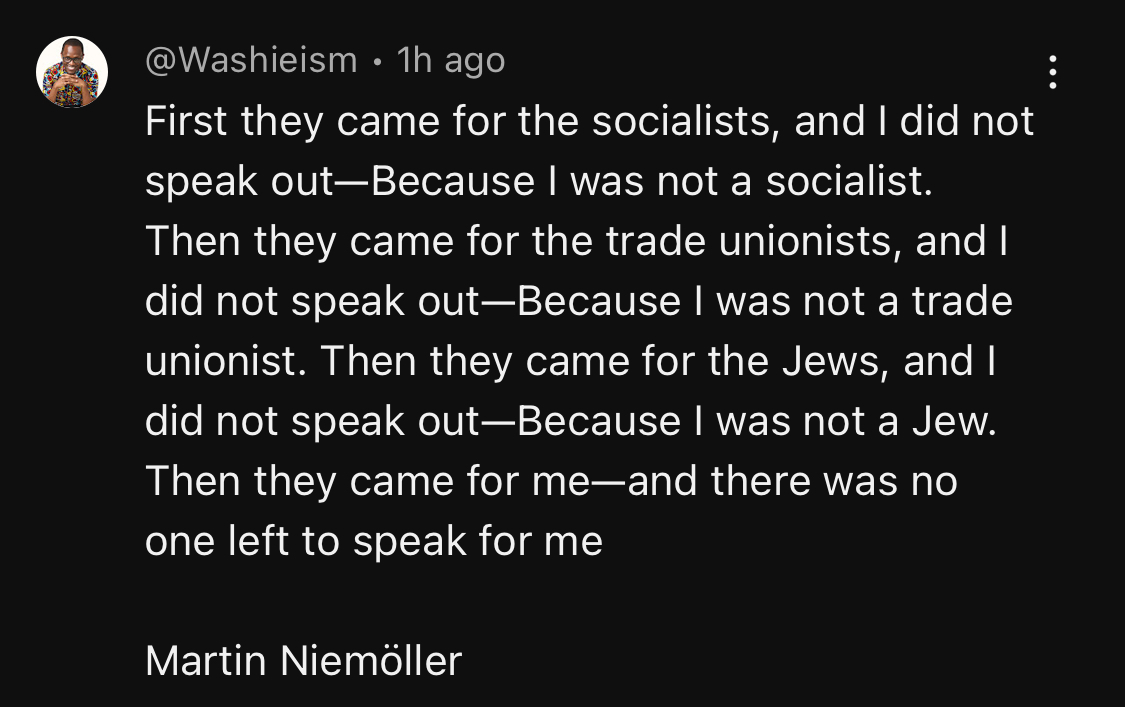 @Washieism • 1h ago
First they came for the socialists, and I did not
speak out—Because I was not a socialist.
Then they came for the trade unionists, and I
did not speak out—Because I was not a trade
unionist. Then they came for the Jews, and I
did not speak out—Because I was not a Jew.
Then they came for me—and there was no
one left to speak for me
Martin Niemöller